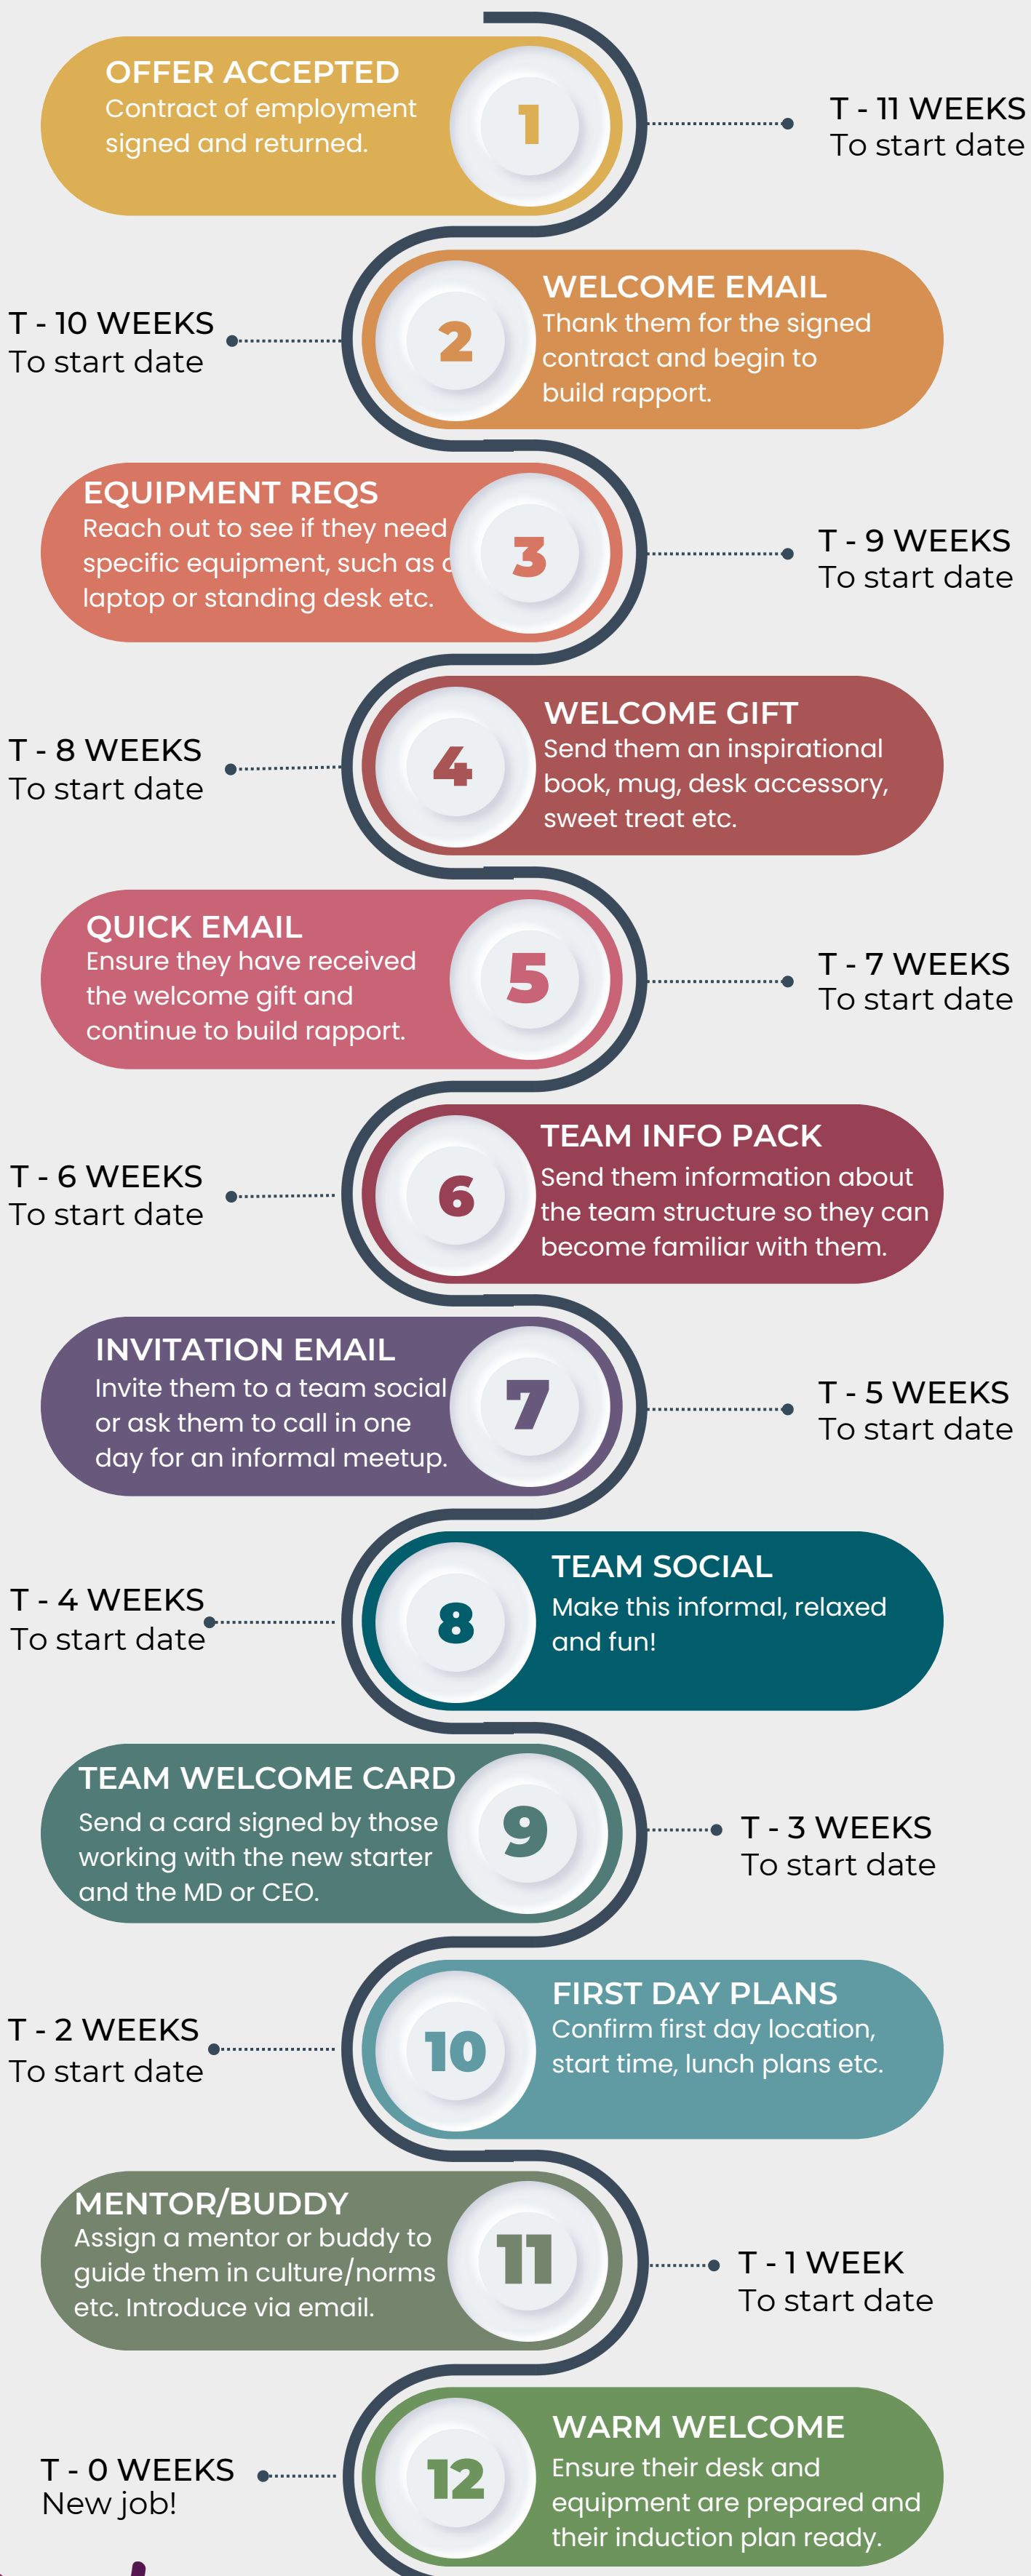 OFFER ACCEPTED
Contract of employment
signed and returned.
1
T - 11 WEEKS
To start date
WELCOME EMAIL
Thank them for the signed
contract and begin to
build rapport.
2
T - 10 WEEKS
To start date
EQUIPMENT REQS
Reach out to see if they need
specific equipment, such as a
laptop or standing desk etc.
3
T - 9 WEEKS
To start date
WELCOME GIFT
Send them an inspirational
book, mug, desk accessory,
sweet treat etc.
4
T - 8 WEEKS
To start date
QUICK EMAIL
Ensure they have received
the welcome gift and
continue to build rapport.
5
T - 7 WEEKS
To start date
TEAM INFO PACK
Send them information about
the team structure so they can
become familiar with them.
6
T - 6 WEEKS
To start date
INVITATION EMAIL
Invite them to a team social
or ask them to call in one
day for an informal meetup.
7
T - 5 WEEKS
To start date
TEAM SOCIAL
Make this informal, relaxed
and fun!
8
T - 4 WEEKS
To start date
TEAM WELCOME CARD
Send a card signed by those
working with the new starter
and the MD or CEO.
9
T - 3 WEEKS
To start date
FIRST DAY PLANS
Confirm first day location,
start time, lunch plans etc.
10
T - 2 WEEKS
To start date
MENTOR/BUDDY
Assign a mentor or buddy to
guide them in culture/norms
etc. Introduce via email.
11
T - 1 WEEK
To start date
WARM WELCOME
Ensure their desk and
equipment are prepared and
their induction plan ready.
12
T - 0 WEEKS
New job!